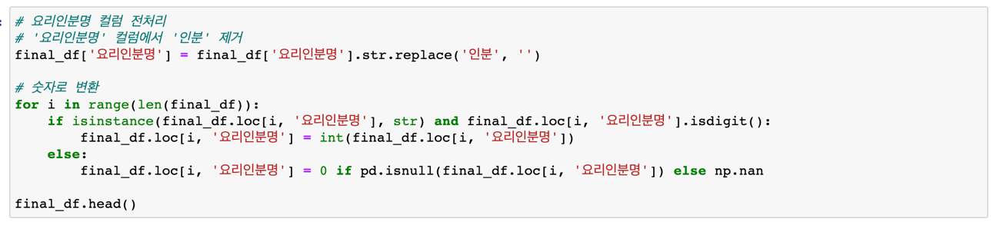 # 요리인분명 컬럼 전처리
# '요리인분명' 컬럼에서 '인분' 제거
final_df['요리인분명'] = final_df['요리인분명'].str.replace('인분', '')
# 숫자로 변환
for i in range(len(final_df)):
    if isinstance(final_df.loc[i, '요리인분명'], str) and final_df.loc[i, '요리인분명'].isdigit():
        final_df.loc[i, '요리인분명'] = int(final_df.loc[i, '요리인분명'])
    else:
        final_df.loc[i, '요리인분명'] = 0 if pd.isnull(final_df.loc[i, '요리인분명']) else np.nan
final_df.head()